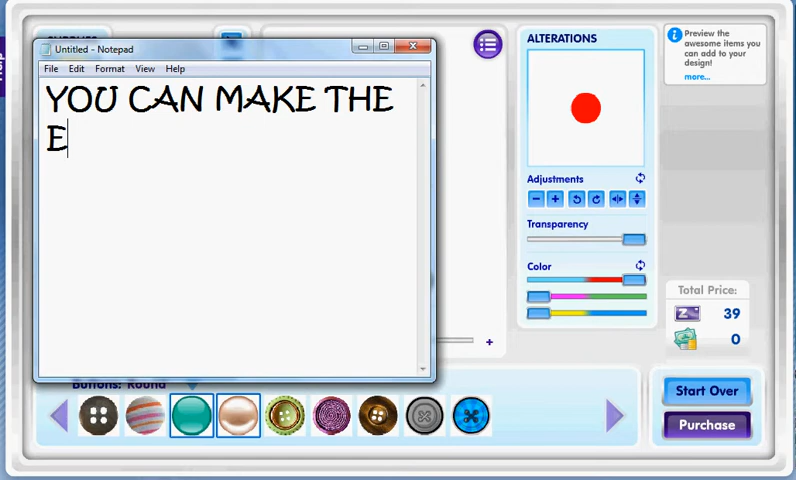 Untitled - Notepad
File Edit Format View Help
YOU CAN MAKE THE
E
ALTERATIONS
Adjustments
Transparency
Color
Preview the
awesome items you
can add to your
design!
more...
Total Price:
Z 39
0
Buttons: Round
Start Over
Purchase